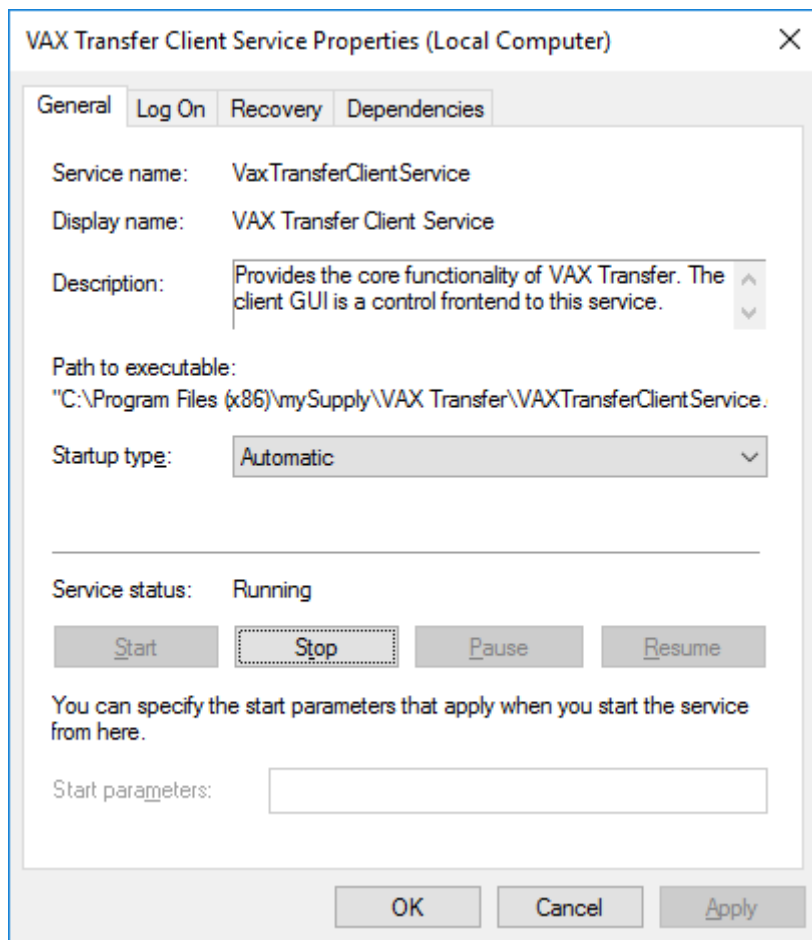 VAX Transfer Client Service Properties (Local Computer)
General Log On Recovery Dependencies
Service name: VaxTransferClientService
Display name: VAX Transfer Client Service
Description: Provides the core functionality of VAX Transfer. The
client GUI is a control frontend to this service.
Path to executable:
"C:\Program Files (x86)\mySupply\VAX Transfer\VAXTransferClientService.
Startup type: Automatic
Service status: Running
Start Stop Pause Resume
You can specify the start parameters that apply when you start the service
from here.
Start parameters:
OK Cancel Apply